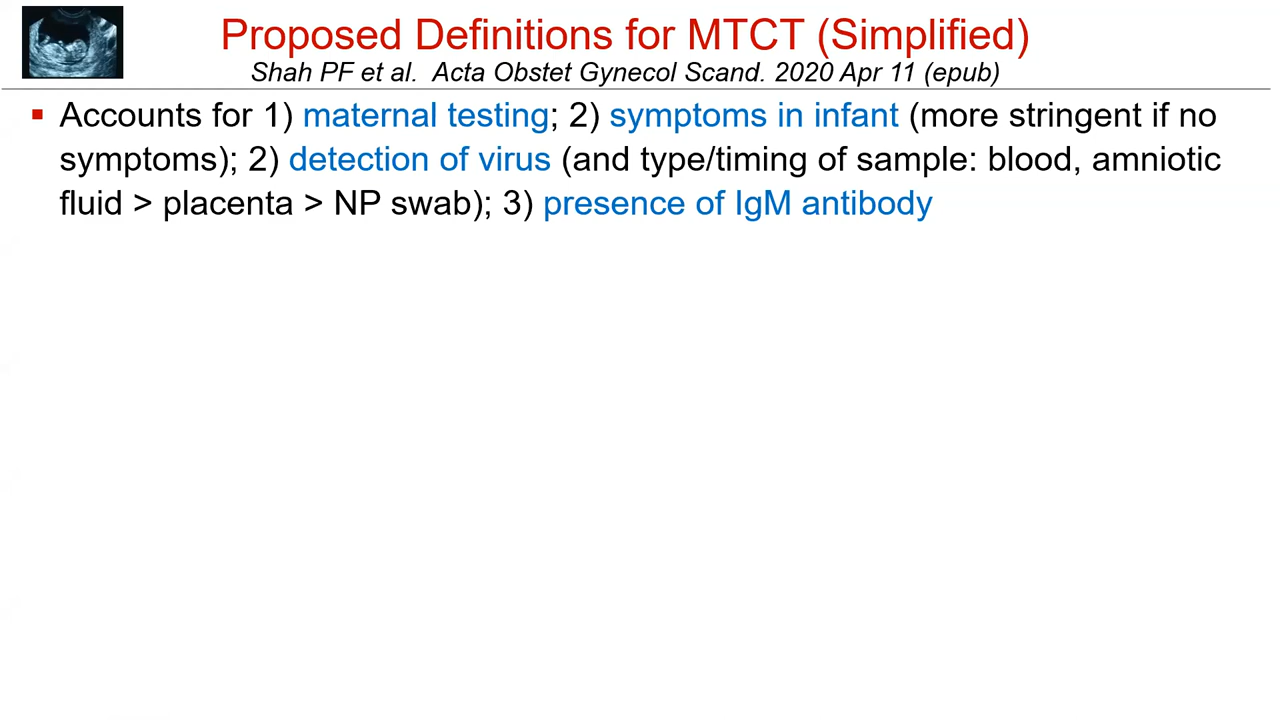 Proposed Definitions for MTCT (Simplified)
Shah PF et al. Acta Obstet Gynecol Scand. 2020 Apr 11 (epub)
▪ Accounts for 1) maternal testing; 2) symptoms in infant (more stringent if no
symptoms); 2) detection of virus (and type/timing of sample: blood, amniotic
fluid > placenta > NP swab); 3) presence of IgM antibody